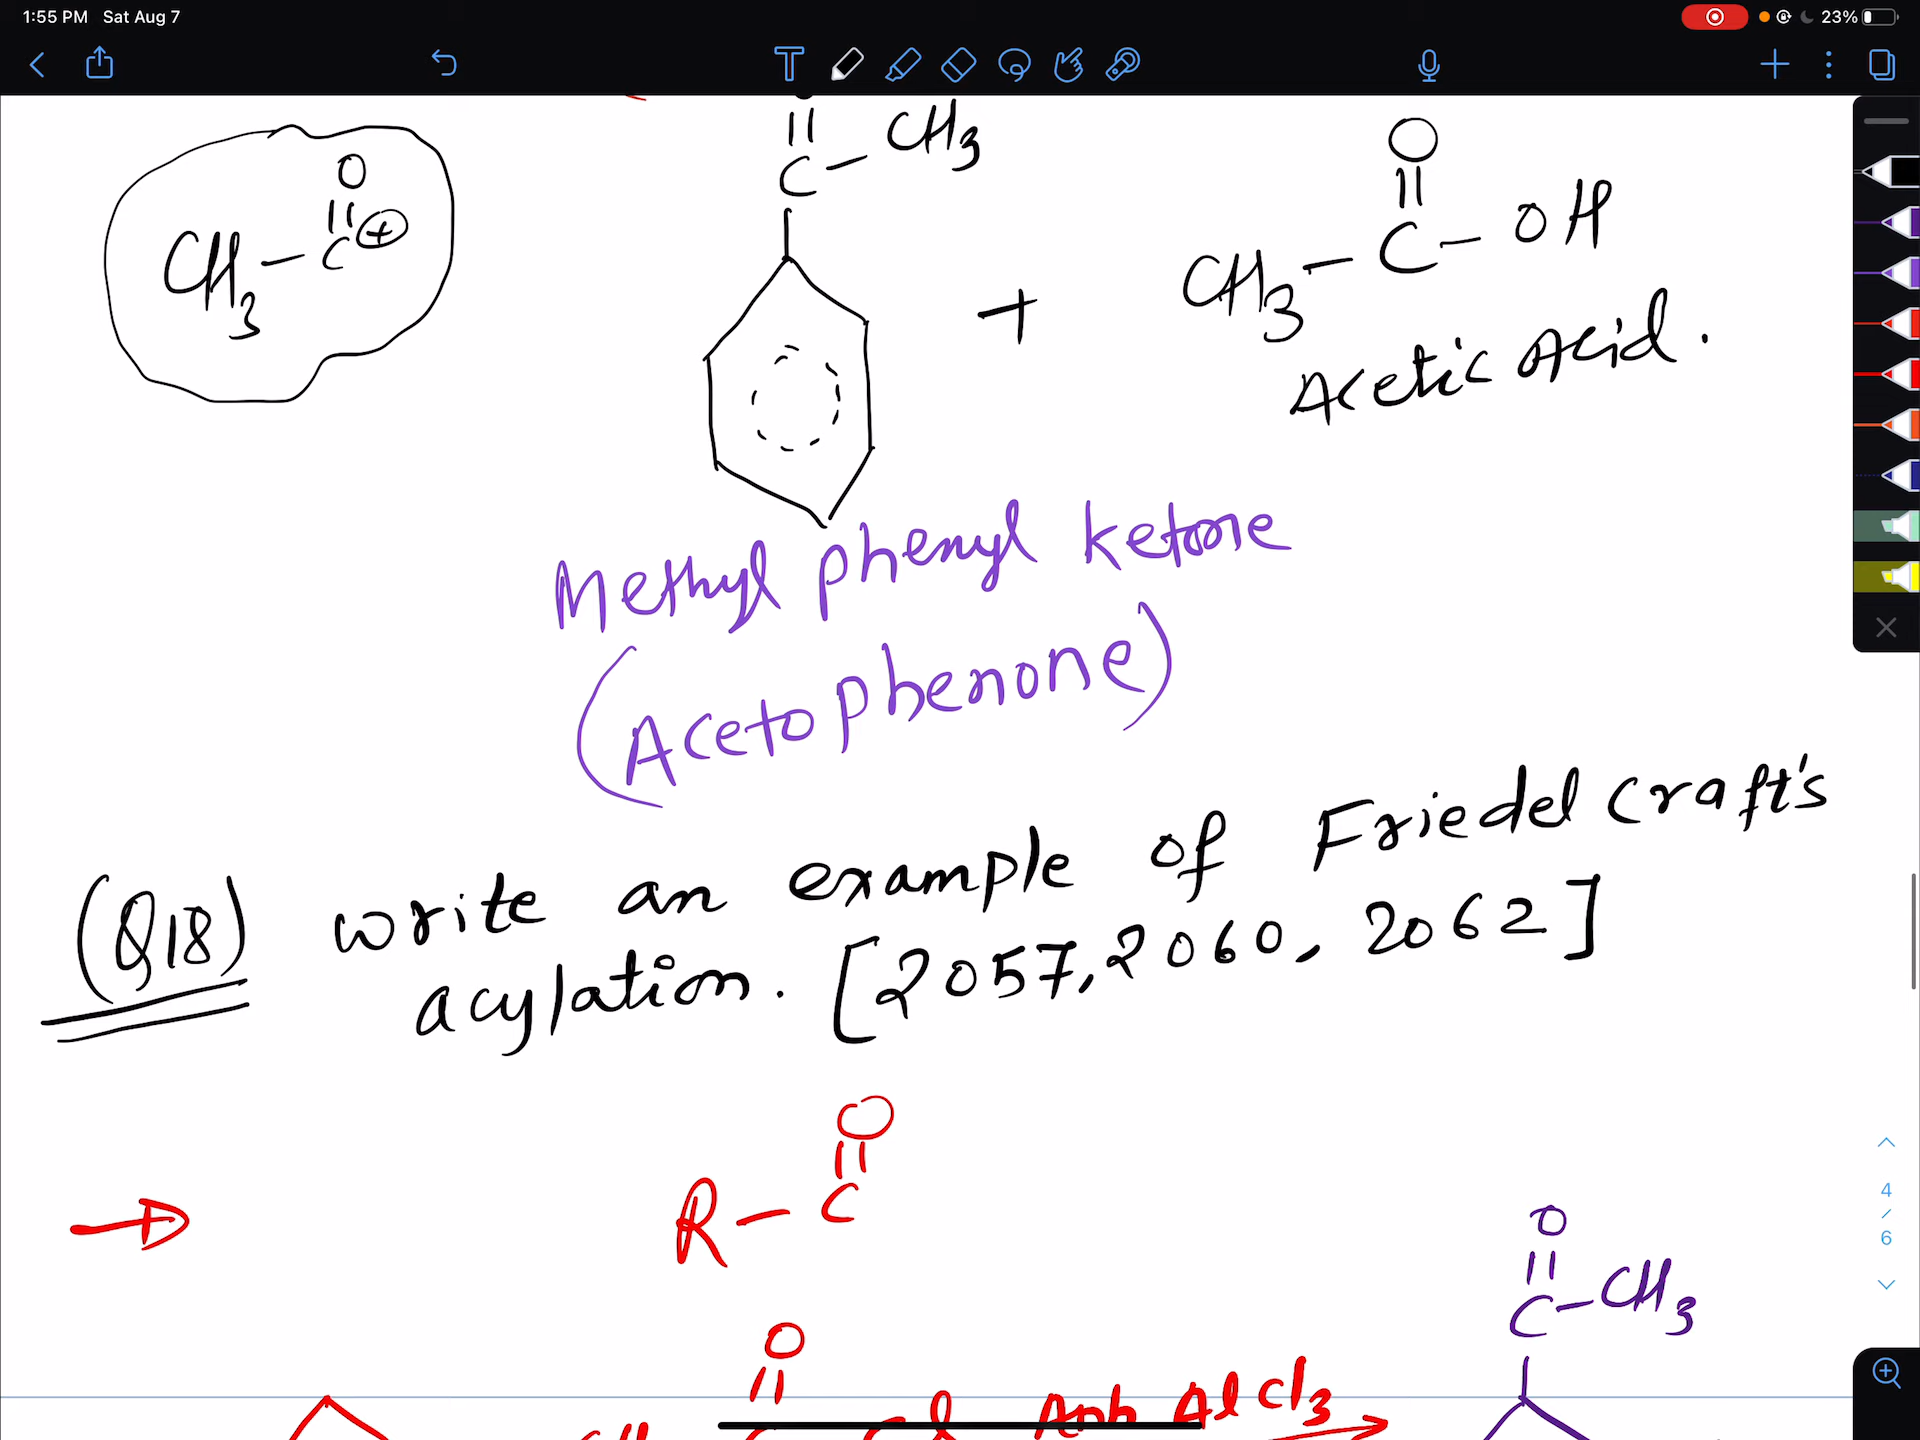 1:55 PM Sat Aug 7
23%
T
O
CH3 – C +
C – CH3
+
O
CH3 – C – OH
Acetic Acid.
Methyl phenyl ketone
(Acetophenone)
(Q18) write an example of Friedel craft's
acylation. [2057, 2060, 2062]
O
R – C
O
C – CH3
O
Anh AlCl3
4
/
6